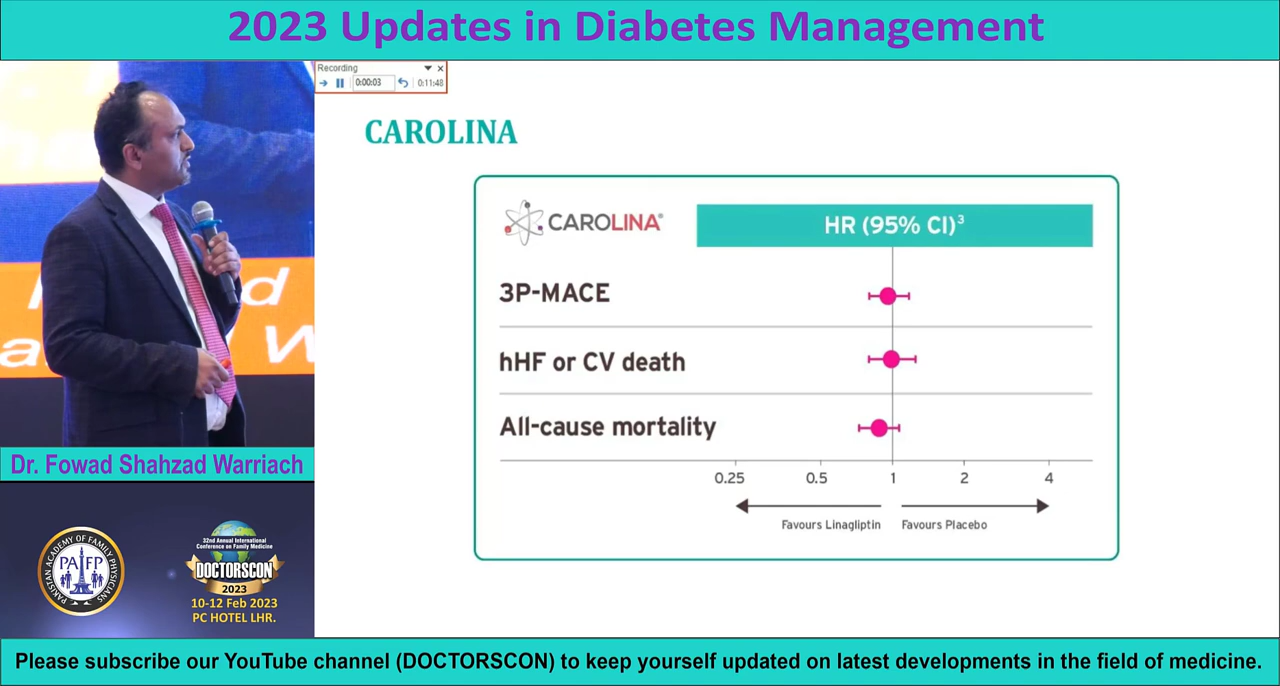 2023 Updates in Diabetes Management
Recording
0:00:03
0:11:48
CAROLINA
CAROLINA®
HR (95% CI)³
3P-MACE
hHF or CV death
All-cause mortality
0.25 0.5 1 2 4
Favours Linagliptin Favours Placebo
Dr. Fowad Shahzad Warriach
PAKISTAN ACADEMY OF FAMILY PHYSICIANS
PAFP
32nd Annual International
Conference on Family Medicine
DOCTORSCON
2023
10-12 Feb 2023
PC HOTEL LHR.
Please subscribe our YouTube channel (DOCTORSCON) to keep yourself updated on latest developments in the field of medicine.